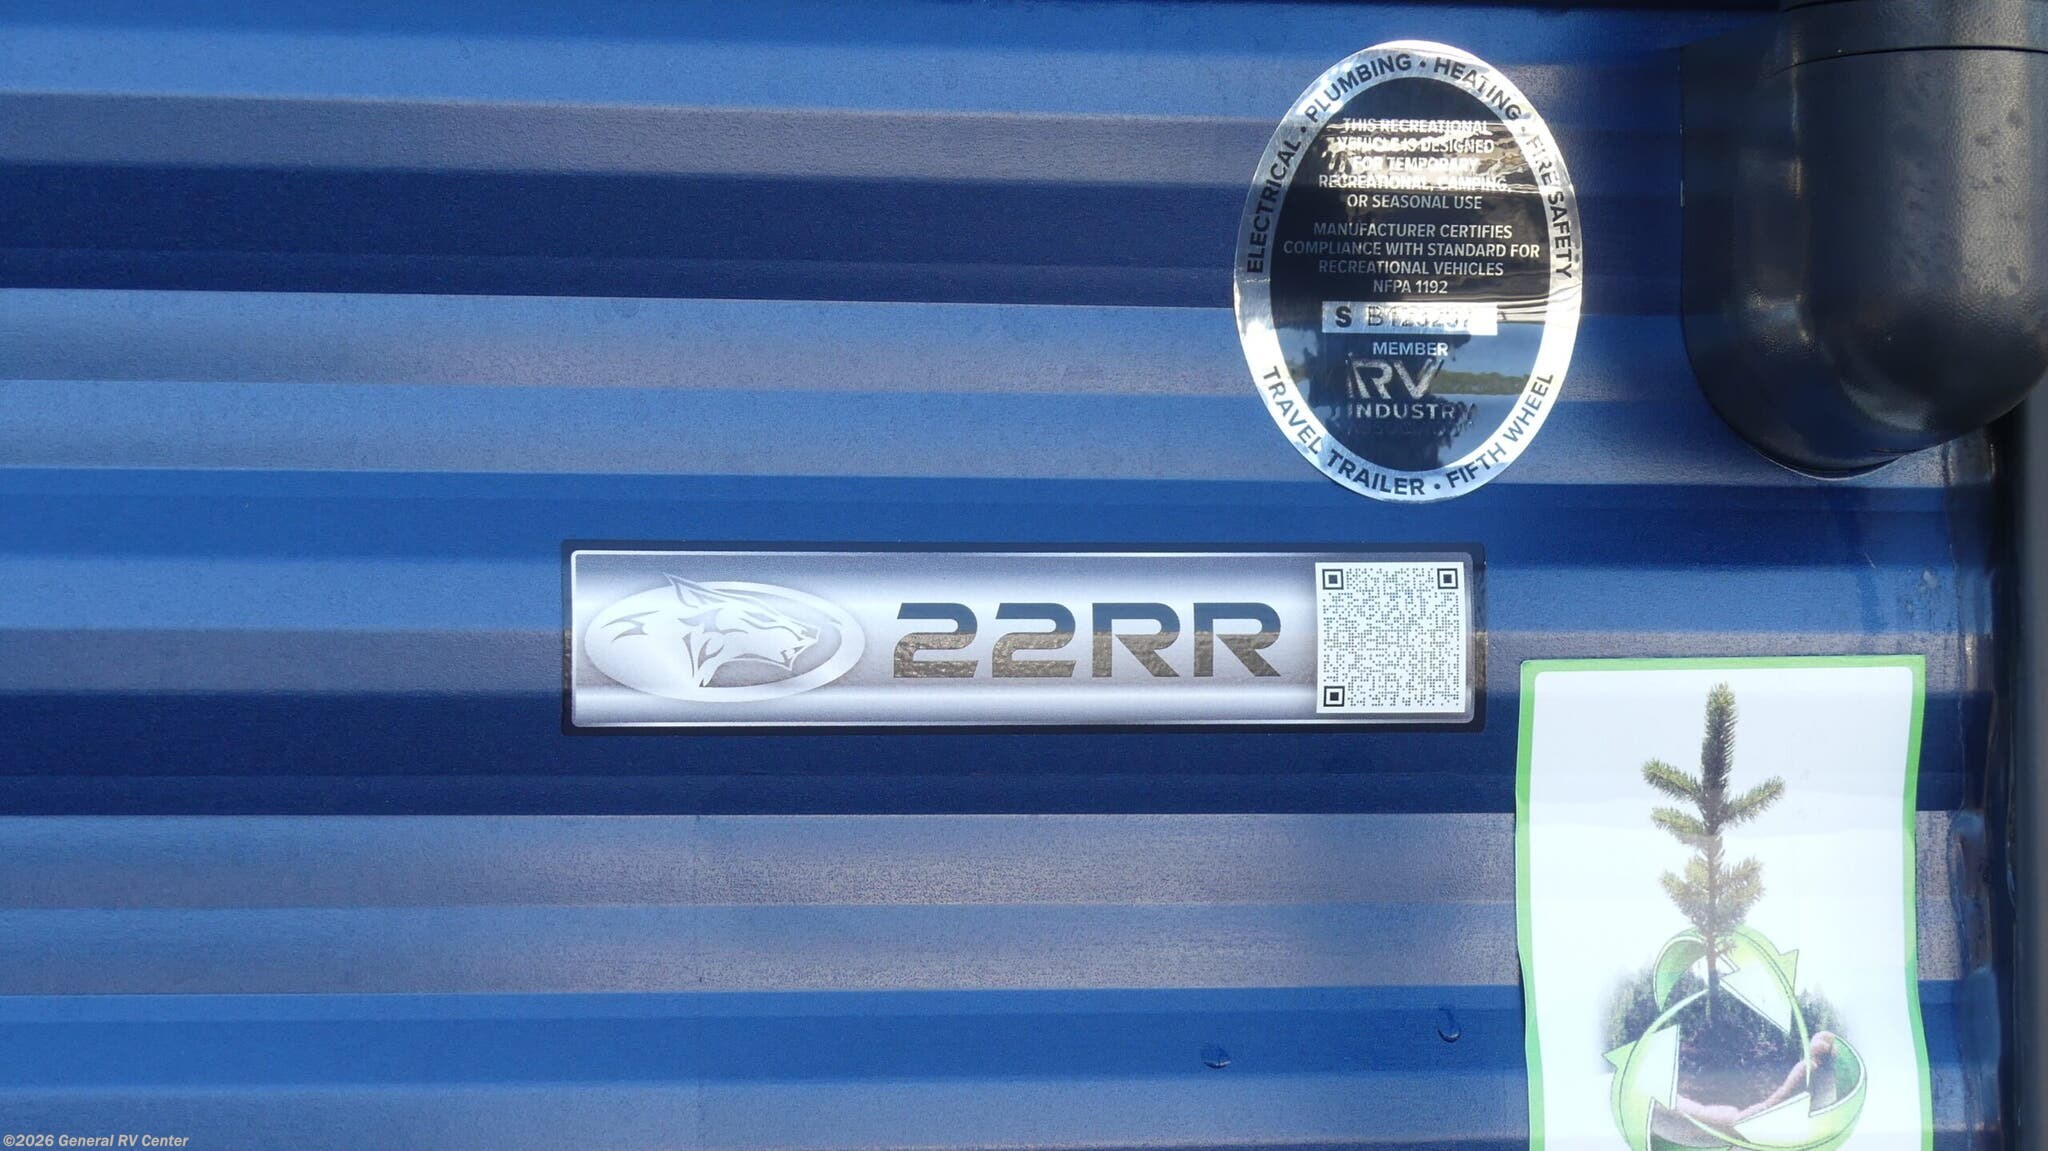 ELECTRICAL • PLUMBING • HEATING • FIRE SAFETY
THIS RECREATIONAL
VEHICLE IS DESIGNED
FOR TEMPORARY
RECREATIONAL, CAMPING,
OR SEASONAL USE
MANUFACTURER CERTIFIES
COMPLIANCE WITH STANDARD FOR
RECREATIONAL VEHICLES
NFPA 1192
S
MEMBER
RV
INDUSTRY
TRAVEL TRAILER • FIFTH WHEEL
22RR
©2026 General RV Center